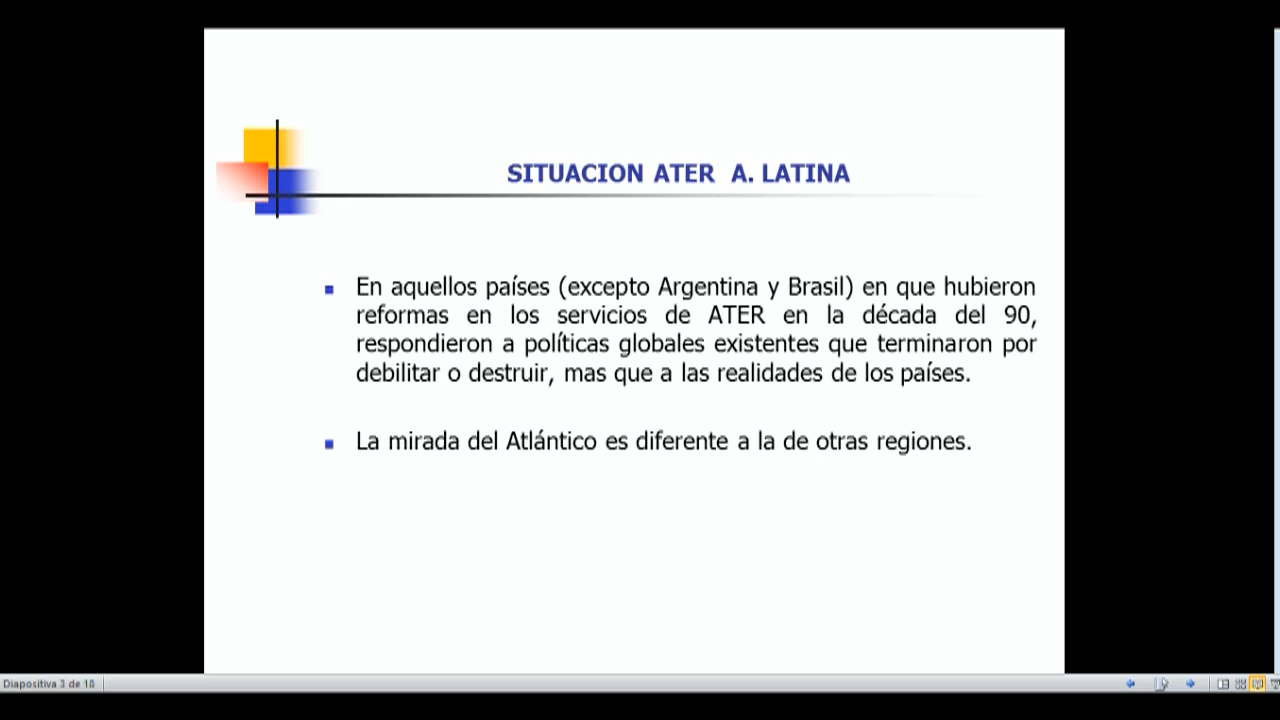 SITUACION ATER A. LATINA
En aquellos países (excepto Argentina y Brasil) en que hubieron
reformas en los servicios de ATER en la década del 90,
respondieron a políticas globales existentes que terminaron por
debilitar o destruir, mas que a las realidades de los países.
La mirada del Atlántico es diferente a la de otras regiones.
Diapositiva 3 de 18